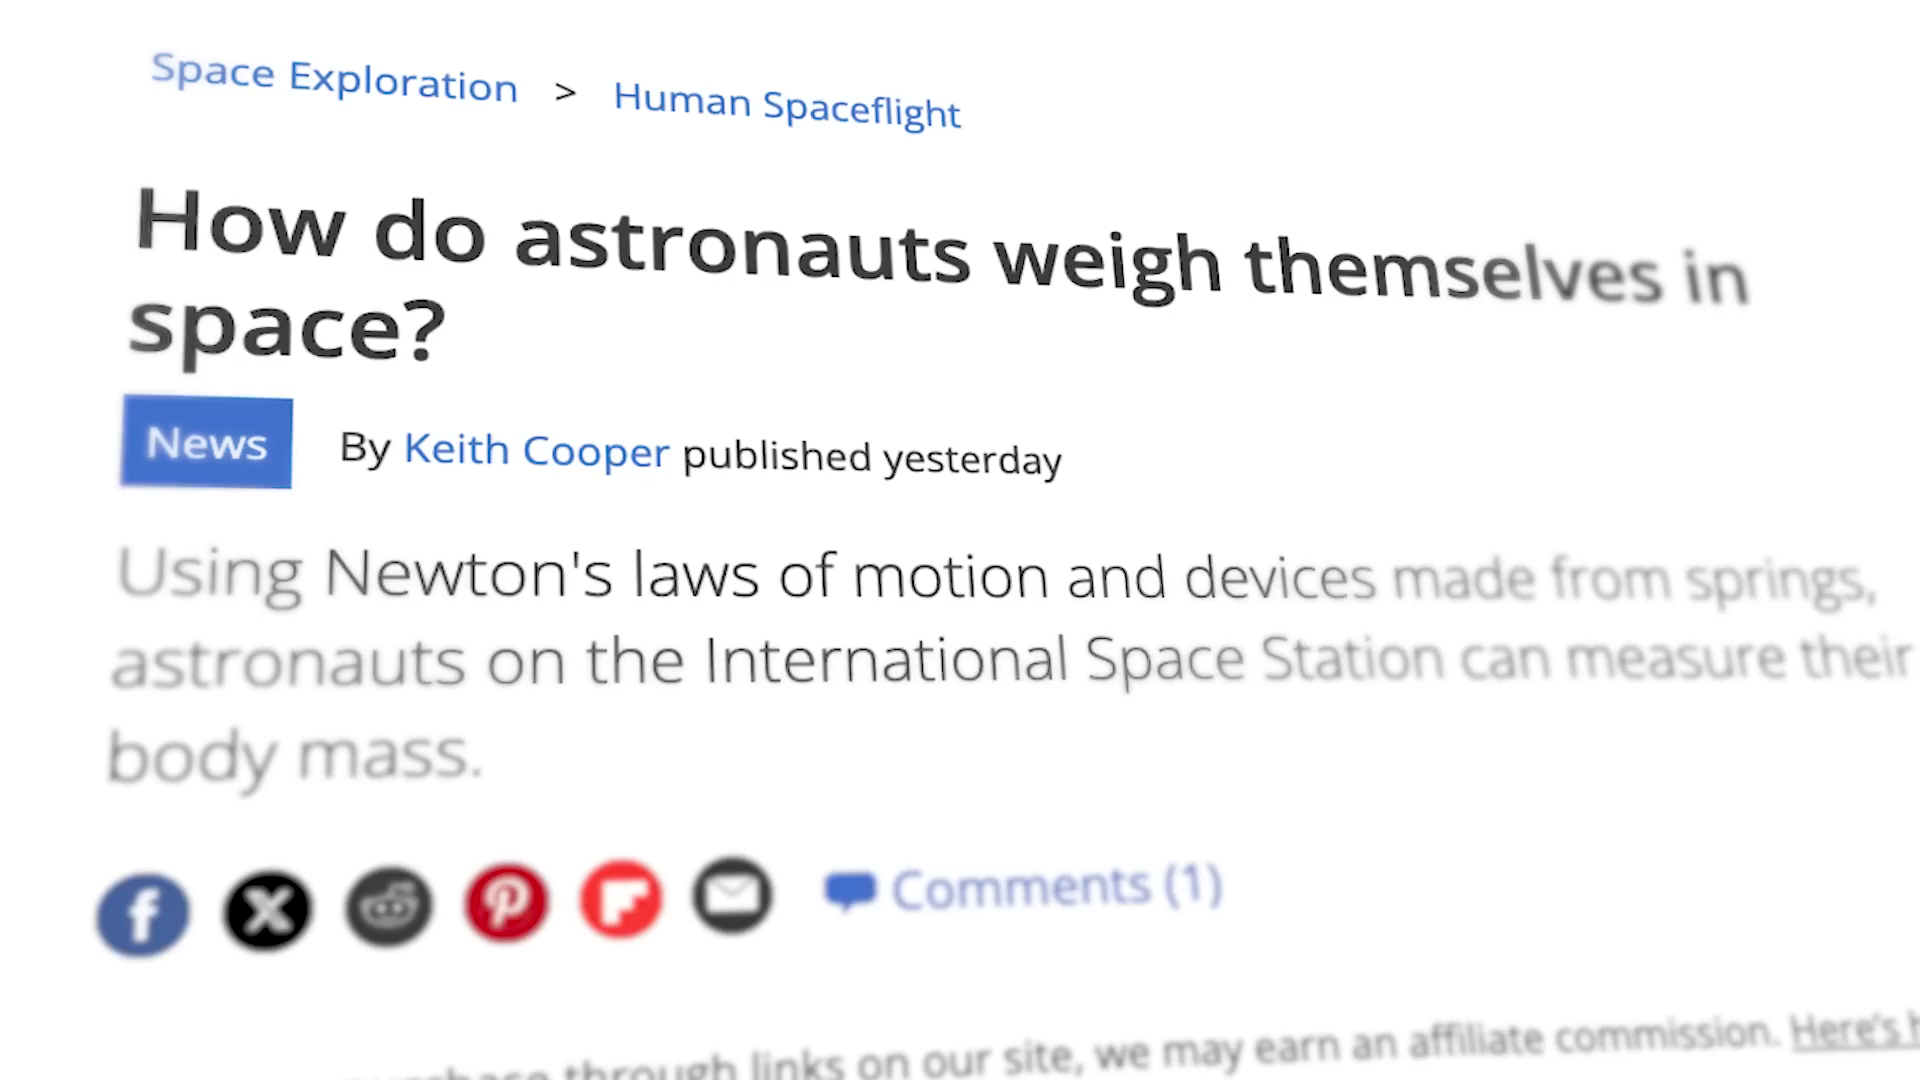 Space Exploration > Human Spaceflight
How do astronauts weigh themselves in
space?
News By Keith Cooper published yesterday
Using Newton's laws of motion and devices made from springs,
astronauts on the International Space Station can measure their
body mass.
Comments (1)
through links on our site, we may earn an affiliate commission. Here's